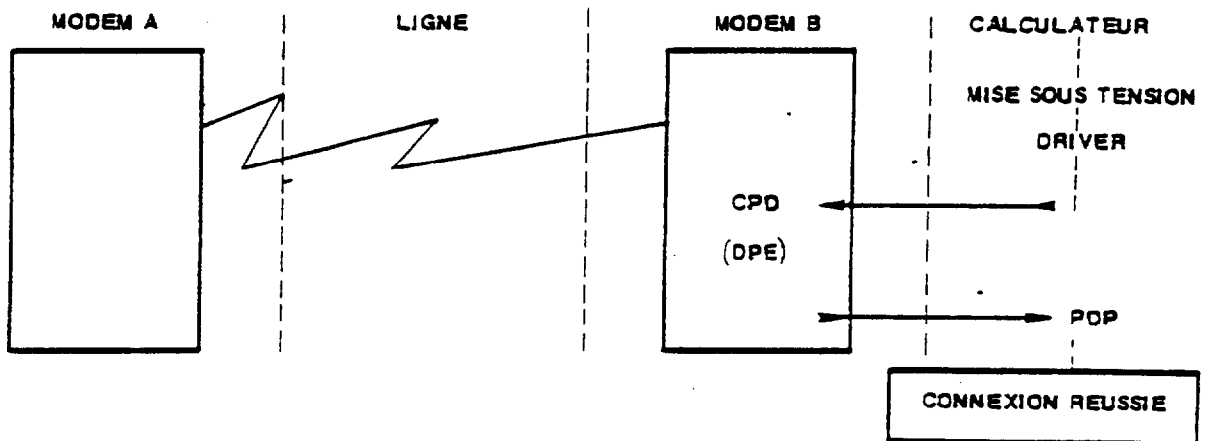 MODEM A
LIGNE
MODEM B
CALCULATEUR
MISE SOUS TENSION
DRIVER
CPD
(DPE)
PDP
CONNEXION REUSSIE